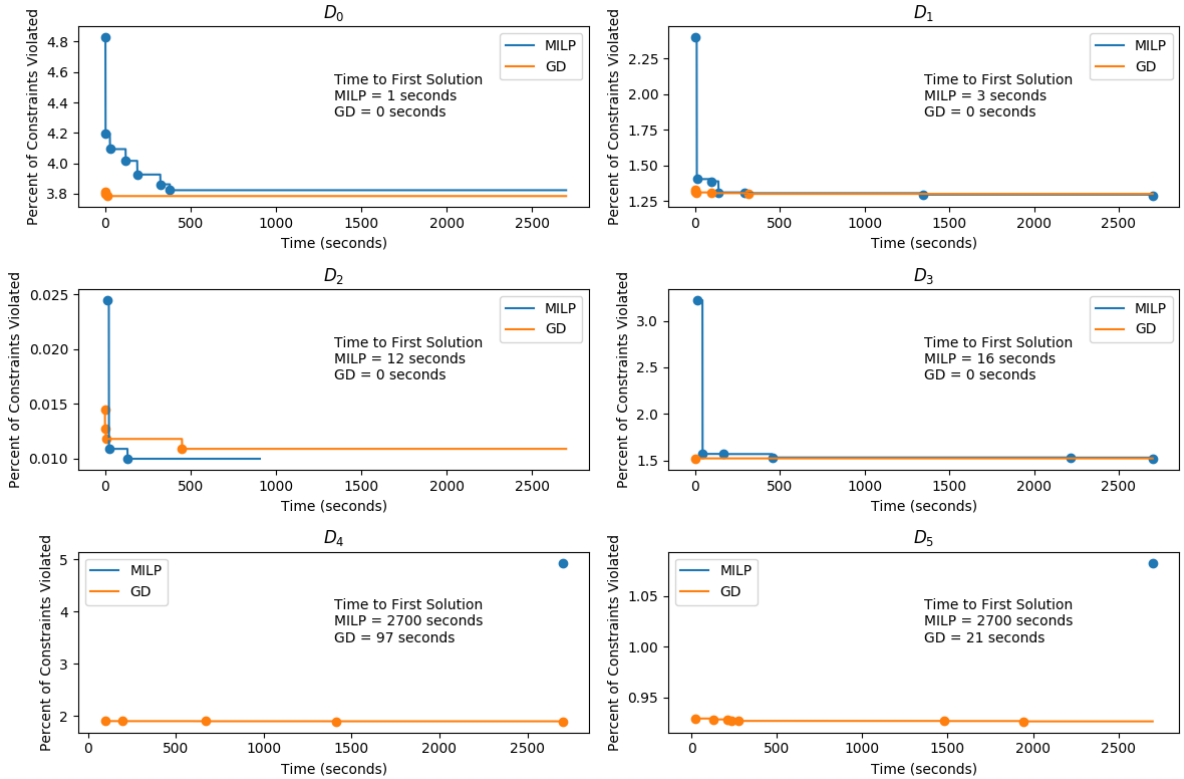 D0
Percent of Constraints Violated
4.8
4.6
4.4
4.2
4.0
3.8
MILP
GD
Time to First Solution
MILP = 1 seconds
GD = 0 seconds
0 500 1000 1500 2000 2500
Time (seconds)
D1
Percent of Constraints Violated
2.25
2.00
1.75
1.50
1.25
MILP
GD
Time to First Solution
MILP = 3 seconds
GD = 0 seconds
0 500 1000 1500 2000 2500
Time (seconds)
D2
Percent of Constraints Violated
0.025
0.020
0.015
0.010
MILP
GD
Time to First Solution
MILP = 12 seconds
GD = 0 seconds
0 500 1000 1500 2000 2500
Time (seconds)
D3
Percent of Constraints Violated
3.0
2.5
2.0
1.5
MILP
GD
Time to First Solution
MILP = 16 seconds
GD = 0 seconds
0 500 1000 1500 2000 2500
Time (seconds)
D4
Percent of Constraints Violated
5
4
3
2
MILP
GD
Time to First Solution
MILP = 2700 seconds
GD = 97 seconds
0 500 1000 1500 2000 2500
Time (seconds)
D5
Percent of Constraints Violated
1.05
1.00
0.95
MILP
GD
Time to First Solution
MILP = 2700 seconds
GD = 21 seconds
0 500 1000 1500 2000 2500
Time (seconds)